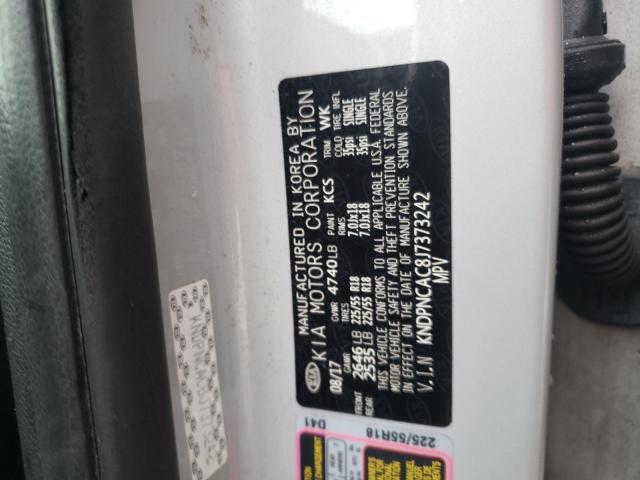 MANUFACTURED IN KOREA BY
KIA KIA MOTORS CORPORATION
08/17 GVWR 4740LB PAINT KCS TRIM WK
GAWR TIRES RIMS COLD TIRE INFL
FRONT 2646LB 225/55 R18 7.0Jx18 35psi SINGLE
REAR 2535LB 225/55 R18 7.0Jx18 35psi SINGLE
THIS VEHICLE CONFORMS TO ALL APPLICABLE U.S.A. FEDERAL
MOTOR VEHICLE SAFETY AND THEFT PREVENTION STANDARDS
IN EFFECT ON THE DATE OF MANUFACTURE SHOWN ABOVE.
V.I.N KNDPNCAC8J7373242
MPV
D41 225/55R18